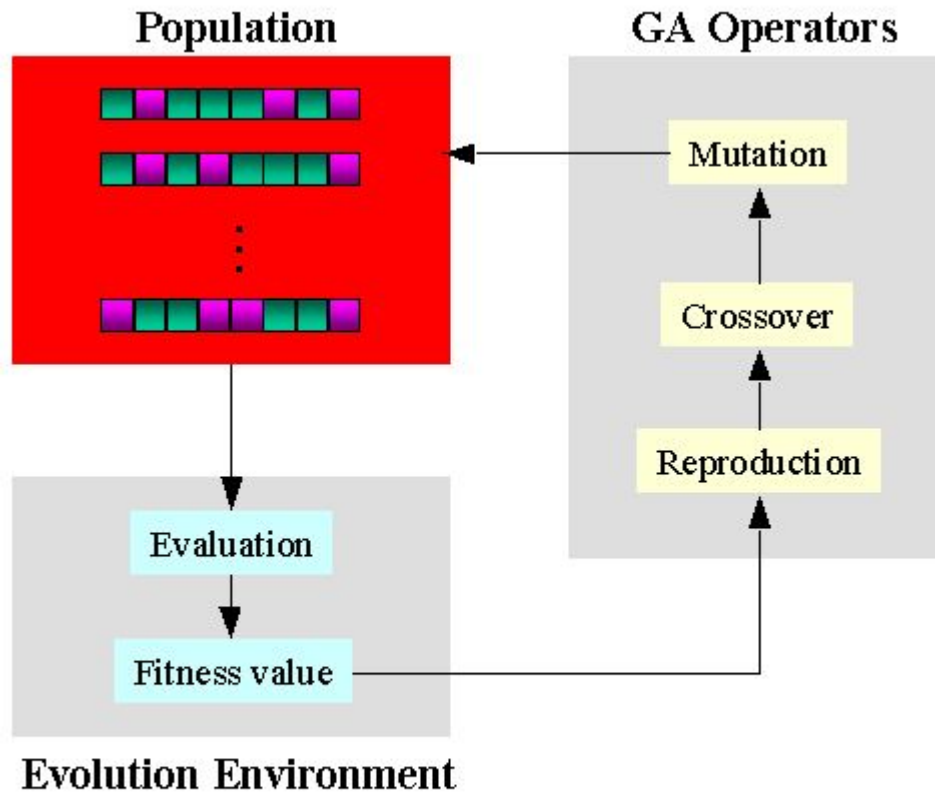 Population
GA Operators
Mutation
Crossover
Reproduction
Evaluation
Fitness value
Evolution Environment